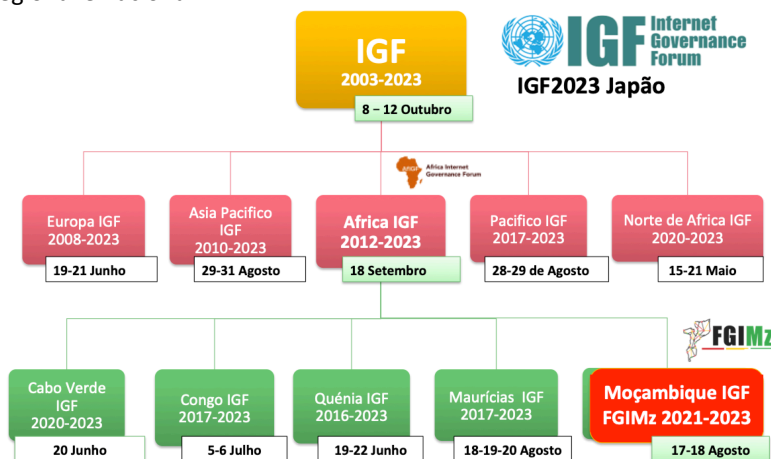 IGF
2003-2023
8 – 12 Outubro
IGF Internet
Governance
Forum
IGF2023 Japão
AfIGF
Africa Internet
Governance Forum
Europa IGF
2008-2023
19-21 Junho
Asia Pacifico
IGF
2010-2023
29-31 Agosto
Africa IGF
2012-2023
18 Setembro
Pacifico IGF
2017-2023
28-29 de Agosto
Norte de Africa IGF
2020-2023
15-21 Maio
FGIMz
Cabo Verde
IGF
2020-2023
20 Junho
Congo IGF
2017-2023
5-6 Julho
Quénia IGF
2016-2023
19-22 Junho
Maurícias IGF
2017-2023
18-19-20 Agosto
Moçambique IGF
FGIMz 2021-2023
17-18 Agosto